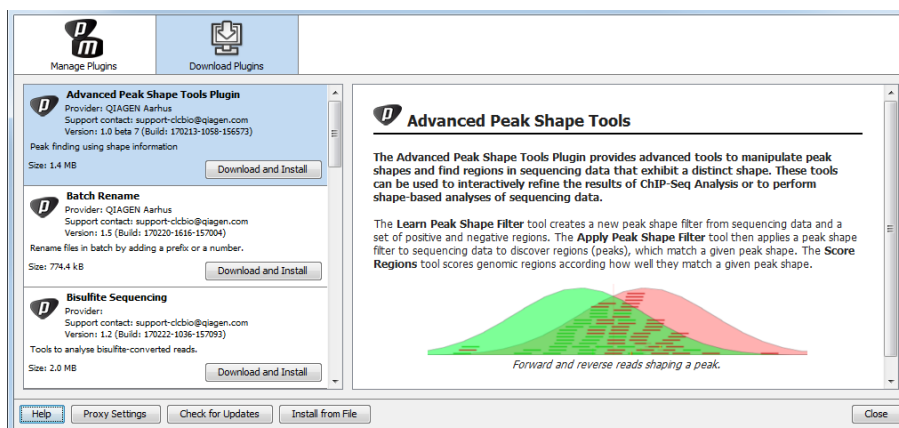 Manage Plugins
Download Plugins
Advanced Peak Shape Tools Plugin
Provider: QIAGEN Aarhus
Support contact: support-clcbio@qiagen.com
Version: 1.0 beta 7 (Build: 170213-1058-156573)
Peak finding using shape information
Size: 1.4 MB
Download and Install
Batch Rename
Provider: QIAGEN Aarhus
Support contact: support-clcbio@qiagen.com
Version: 1.5 (Build: 170220-1616-157004)
Rename files in batch by adding a prefix or a number.
Size: 774.4 kB
Download and Install
Bisulfite Sequencing
Provider:
Support contact: support-clcbio@qiagen.com
Version: 1.2 (Build: 170222-1036-157093)
Tools to analyse bisulfite-converted reads.
Size: 2.0 MB
Download and Install
Advanced Peak Shape Tools
The Advanced Peak Shape Tools Plugin provides advanced tools to manipulate peak
shapes and find regions in sequencing data that exhibit a distinct shape. These tools
can be used to interactively refine the results of ChIP-Seq Analysis or to perform
shape-based analyses of sequencing data.
The Learn Peak Shape Filter tool creates a new peak shape filter from sequencing data and a
set of positive and negative regions. The Apply Peak Shape Filter tool then applies a peak shape
filter to sequencing data to discover regions (peaks), which match a given peak shape. The Score
Regions tool scores genomic regions according how well they match a given peak shape.
Forward and reverse reads shaping a peak.
Help
Proxy Settings
Check for Updates
Install from File
Close